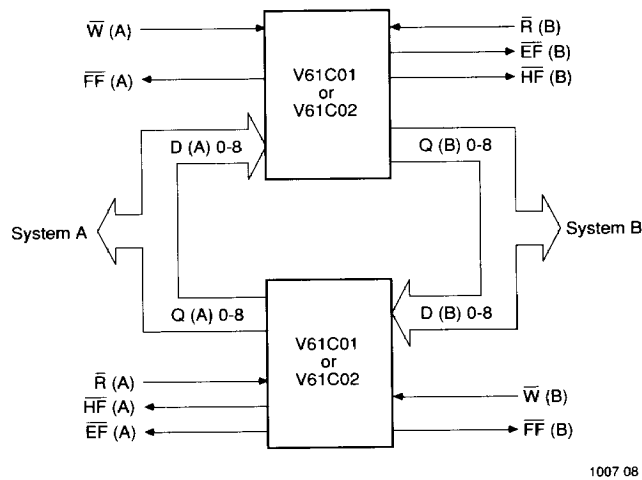 W̅ (A)
R̅ (B)
E̅F̅ (B)
F̅F̅ (A)
H̅F̅ (B)
V61C01
or
V61C02
D (A) 0-8
Q (B) 0-8
System A
System B
Q (A) 0-8
D (B) 0-8
V61C01
or
V61C02
R̅ (A)
H̅F̅ (A)
E̅F̅ (A)
W̅ (B)
F̅F̅ (B)
1007 08